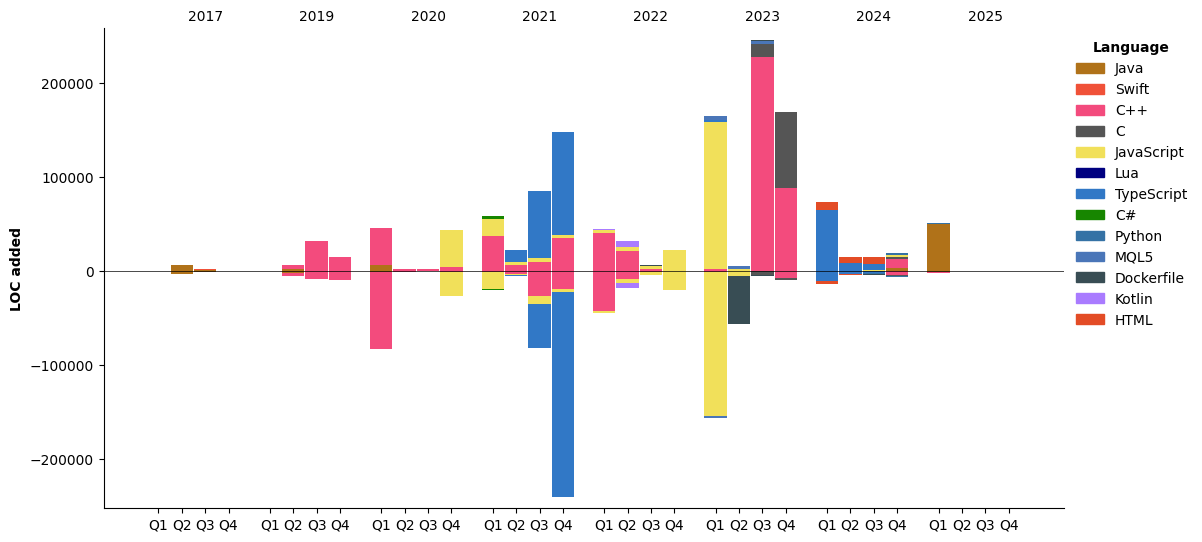 2017 2019 2020 2021 2022 2023 2024 2025
LOC added
200000
100000
0
−100000
−200000
Q1 Q2 Q3 Q4 Q1 Q2 Q3 Q4 Q1 Q2 Q3 Q4 Q1 Q2 Q3 Q4 Q1 Q2 Q3 Q4 Q1 Q2 Q3 Q4 Q1 Q2 Q3 Q4 Q1 Q2 Q3 Q4
Language
Java
Swift
C++
C
JavaScript
Lua
TypeScript
C#
Python
MQL5
Dockerfile
Kotlin
HTML